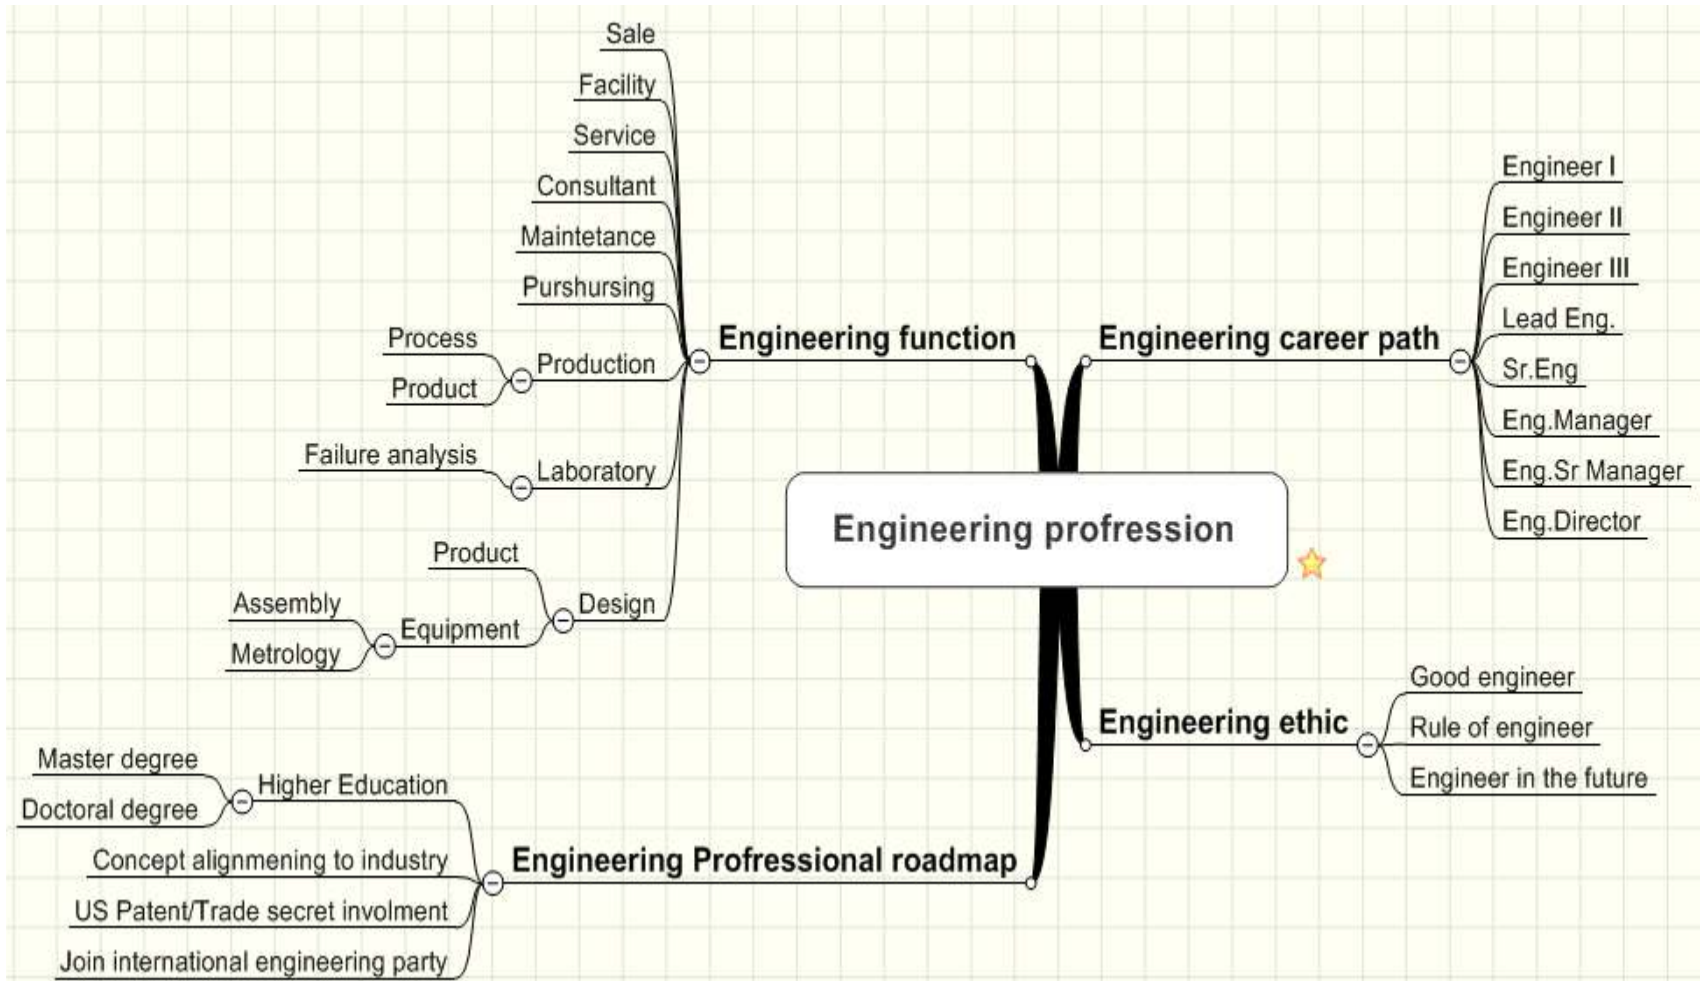 Engineering profression
Engineering function
Sale
Facility
Service
Consultant
Maintetance
Purshursing
Production
Process
Product
Laboratory
Failure analysis
Design
Product
Equipment
Assembly
Metrology
Engineering career path
Engineer I
Engineer II
Engineer III
Lead Eng.
Sr.Eng
Eng.Manager
Eng.Sr Manager
Eng.Director
Engineering ethic
Good engineer
Rule of engineer
Engineer in the future
Engineering Profressional roadmap
Higher Education
Master degree
Doctoral degree
Concept alignmening to industry
US Patent/Trade secret involment
Join international engineering party